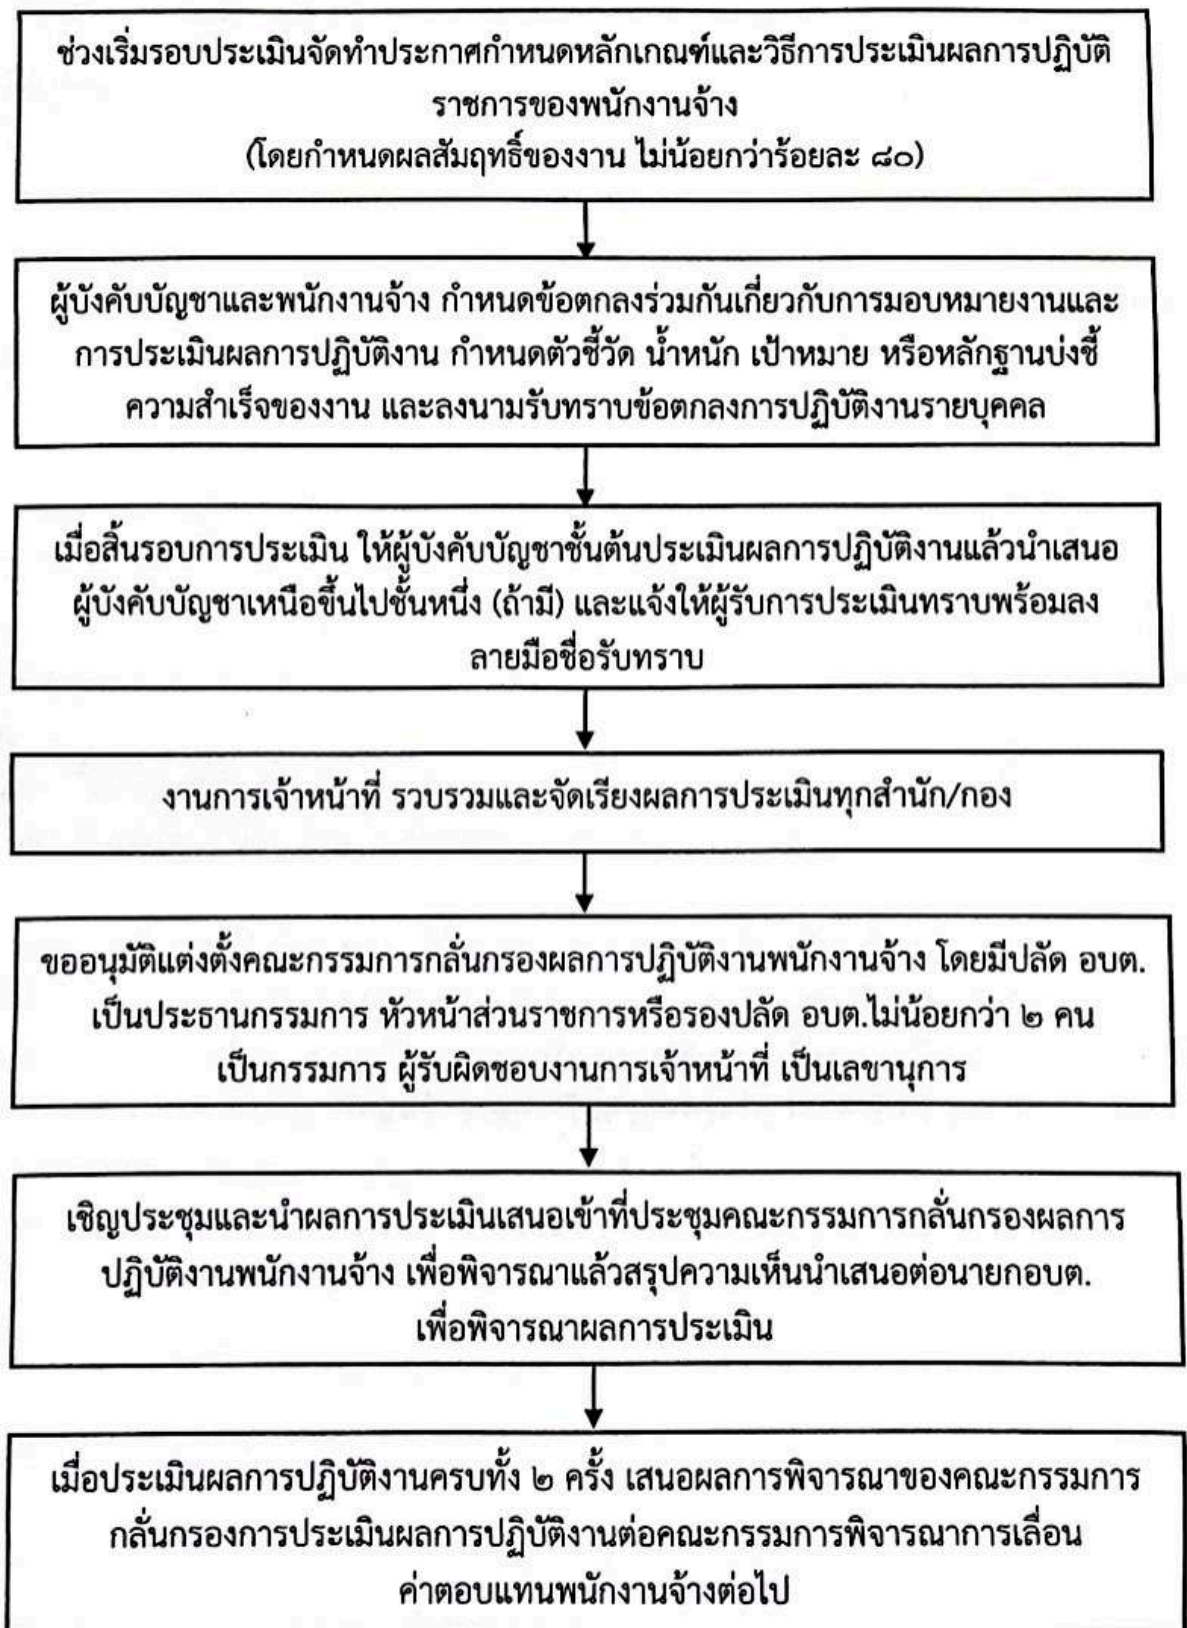 ช่วงเริ่มรอบประเมินจัดทำประกาศกำหนดหลักเกณฑ์และวิธีการประเมินผลการปฏิบัติ
ราชการของพนักงานจ้าง
(โดยกำหนดผลสัมฤทธิ์ของงาน ไม่น้อยกว่าร้อยละ ๘๐)
ผู้บังคับบัญชาและพนักงานจ้าง กำหนดข้อตกลงร่วมกันเกี่ยวกับการมอบหมายงานและ
การประเมินผลการปฏิบัติงาน กำหนดตัวชี้วัด น้ำหนัก เป้าหมาย หรือหลักฐานบ่งชี้
ความสำเร็จของงาน และลงนามรับทราบข้อตกลงการปฏิบัติงานรายบุคคล
เมื่อสิ้นรอบการประเมิน ให้ผู้บังคับบัญชาชั้นต้นประเมินผลการปฏิบัติงานแล้วนำเสนอ
ผู้บังคับบัญชาเหนือขึ้นไปชั้นหนึ่ง (ถ้ามี) และแจ้งให้ผู้รับการประเมินทราบพร้อมลง
ลายมือชื่อรับทราบ
งานการเจ้าหน้าที่ รวบรวมและจัดเรียงผลการประเมินทุกสำนัก/กอง
ขออนุมัติแต่งตั้งคณะกรรมการกลั่นกรองผลการปฏิบัติงานพนักงานจ้าง โดยมีปลัด อบต.
เป็นประธานกรรมการ หัวหน้าส่วนราชการหรือรองปลัด อบต.ไม่น้อยกว่า ๒ คน
เป็นกรรมการ ผู้รับผิดชอบงานการเจ้าหน้าที่ เป็นเลขานุการ
เชิญประชุมและนำผลการประเมินเสนอเข้าที่ประชุมคณะกรรมการกลั่นกรองผลการ
ปฏิบัติงานพนักงานจ้าง เพื่อพิจารณาแล้วสรุปความเห็นนำเสนอต่อนายกอบต.
เพื่อพิจารณาผลการประเมิน
เมื่อประเมินผลการปฏิบัติงานครบทั้ง ๒ ครั้ง เสนอผลการพิจารณาของคณะกรรมการ
กลั่นกรองการประเมินผลการปฏิบัติงานต่อคณะกรรมการพิจารณาการเลื่อน
ค่าตอบแทนพนักงานจ้างต่อไป